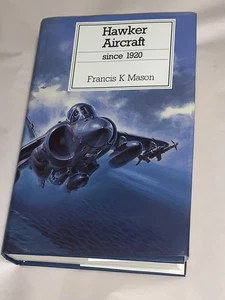 Hawker
Aircraft
since 1920
Francis K Mason